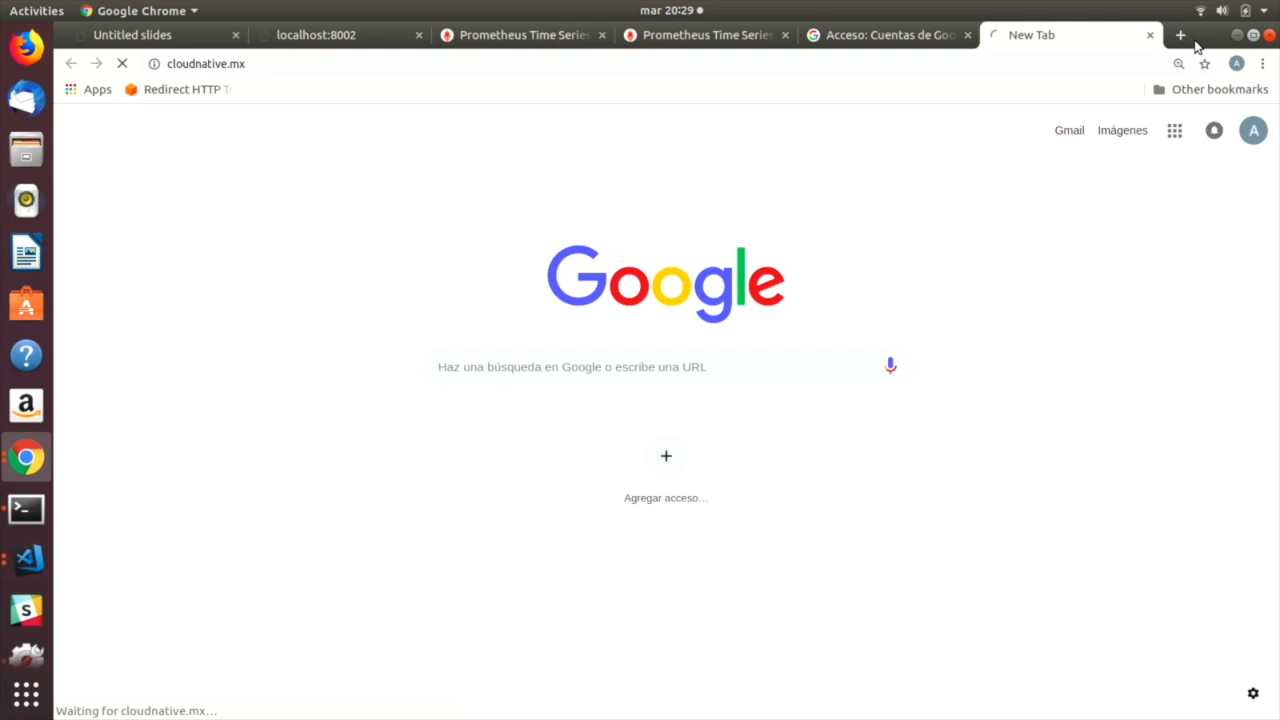 Activities Google Chrome mar 20:29
Untitled slides localhost:8002 Prometheus Time Series Prometheus Time Series Acceso: Cuentas de Goo New Tab
cloudnative.mx A
Apps Redirect HTTP T Other bookmarks
Gmail Imágenes A
Google
Haz una búsqueda en Google o escribe una URL
Agregar acceso…
Waiting for cloudnative.mx…